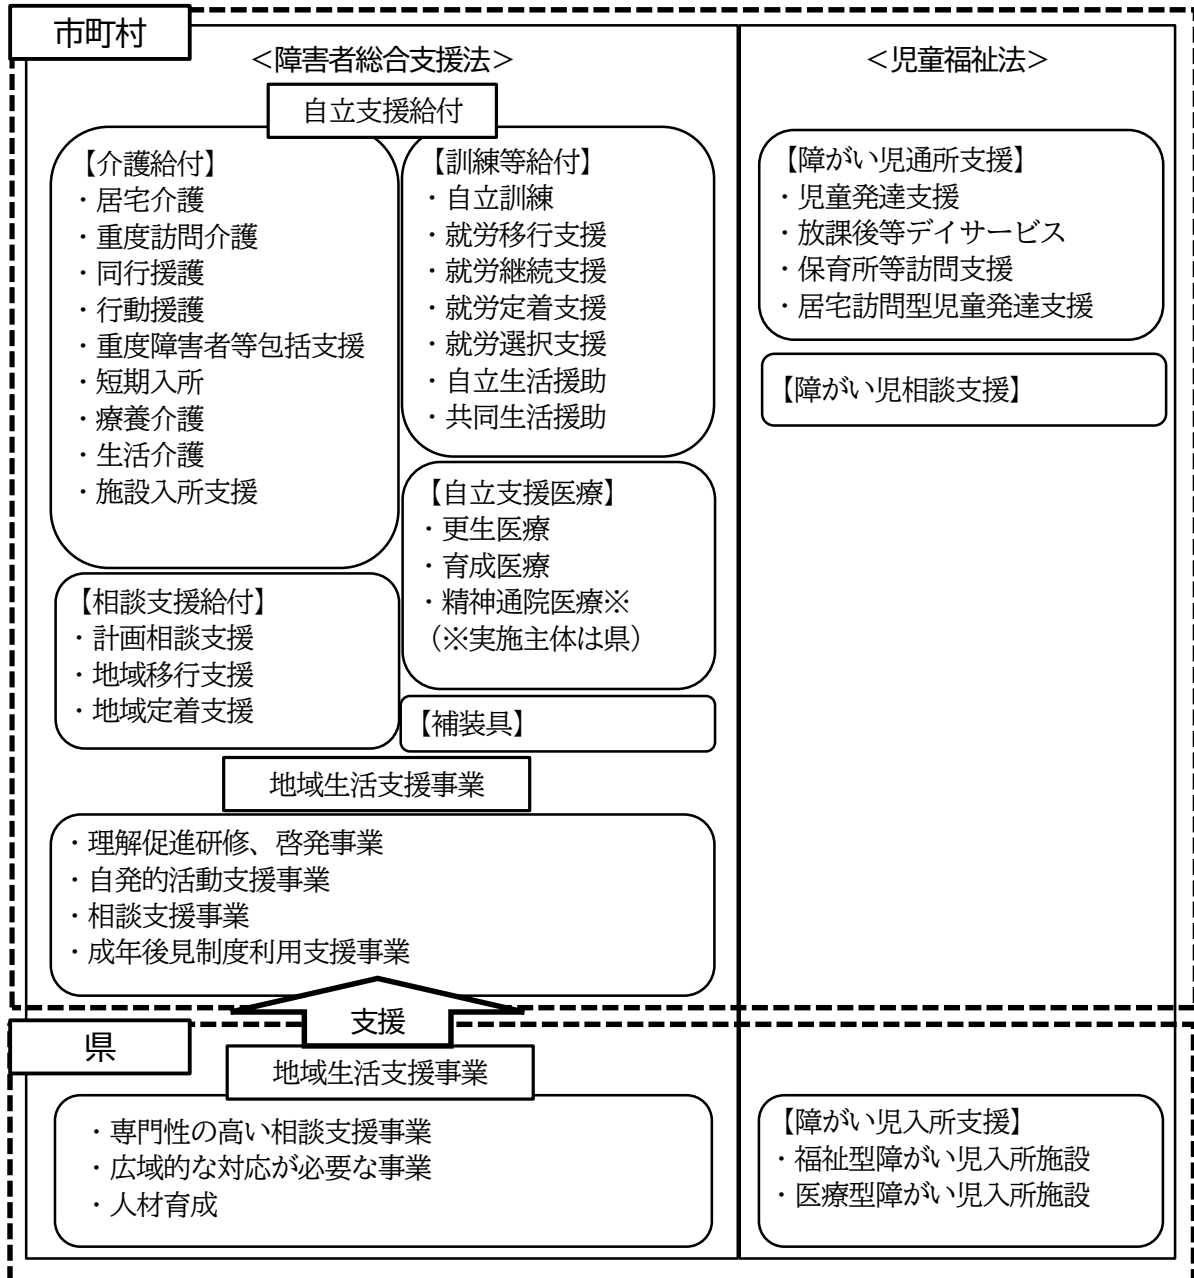 市町村
＜障害者総合支援法＞
自立支援給付
【介護給付】
・居宅介護
・重度訪問介護
・同行援護
・行動援護
・重度障害者等包括支援
・短期入所
・療養介護
・生活介護
・施設入所支援
【訓練等給付】
・自立訓練
・就労移行支援
・就労継続支援
・就労定着支援
・就労選択支援
・自立生活援助
・共同生活援助
【自立支援医療】
・更生医療
・育成医療
・精神通院医療※
（※実施主体は県）
【相談支援給付】
・計画相談支援
・地域移行支援
・地域定着支援
【補装具】
地域生活支援事業
・理解促進研修、啓発事業
・自発的活動支援事業
・相談支援事業
・成年後見制度利用支援事業
＜児童福祉法＞
【障がい児通所支援】
・児童発達支援
・放課後等デイサービス
・保育所等訪問支援
・居宅訪問型児童発達支援
【障がい児相談支援】
支援
県
地域生活支援事業
・専門性の高い相談支援事業
・広域的な対応が必要な事業
・人材育成
【障がい児入所支援】
・福祉型障がい児入所施設
・医療型障がい児入所施設